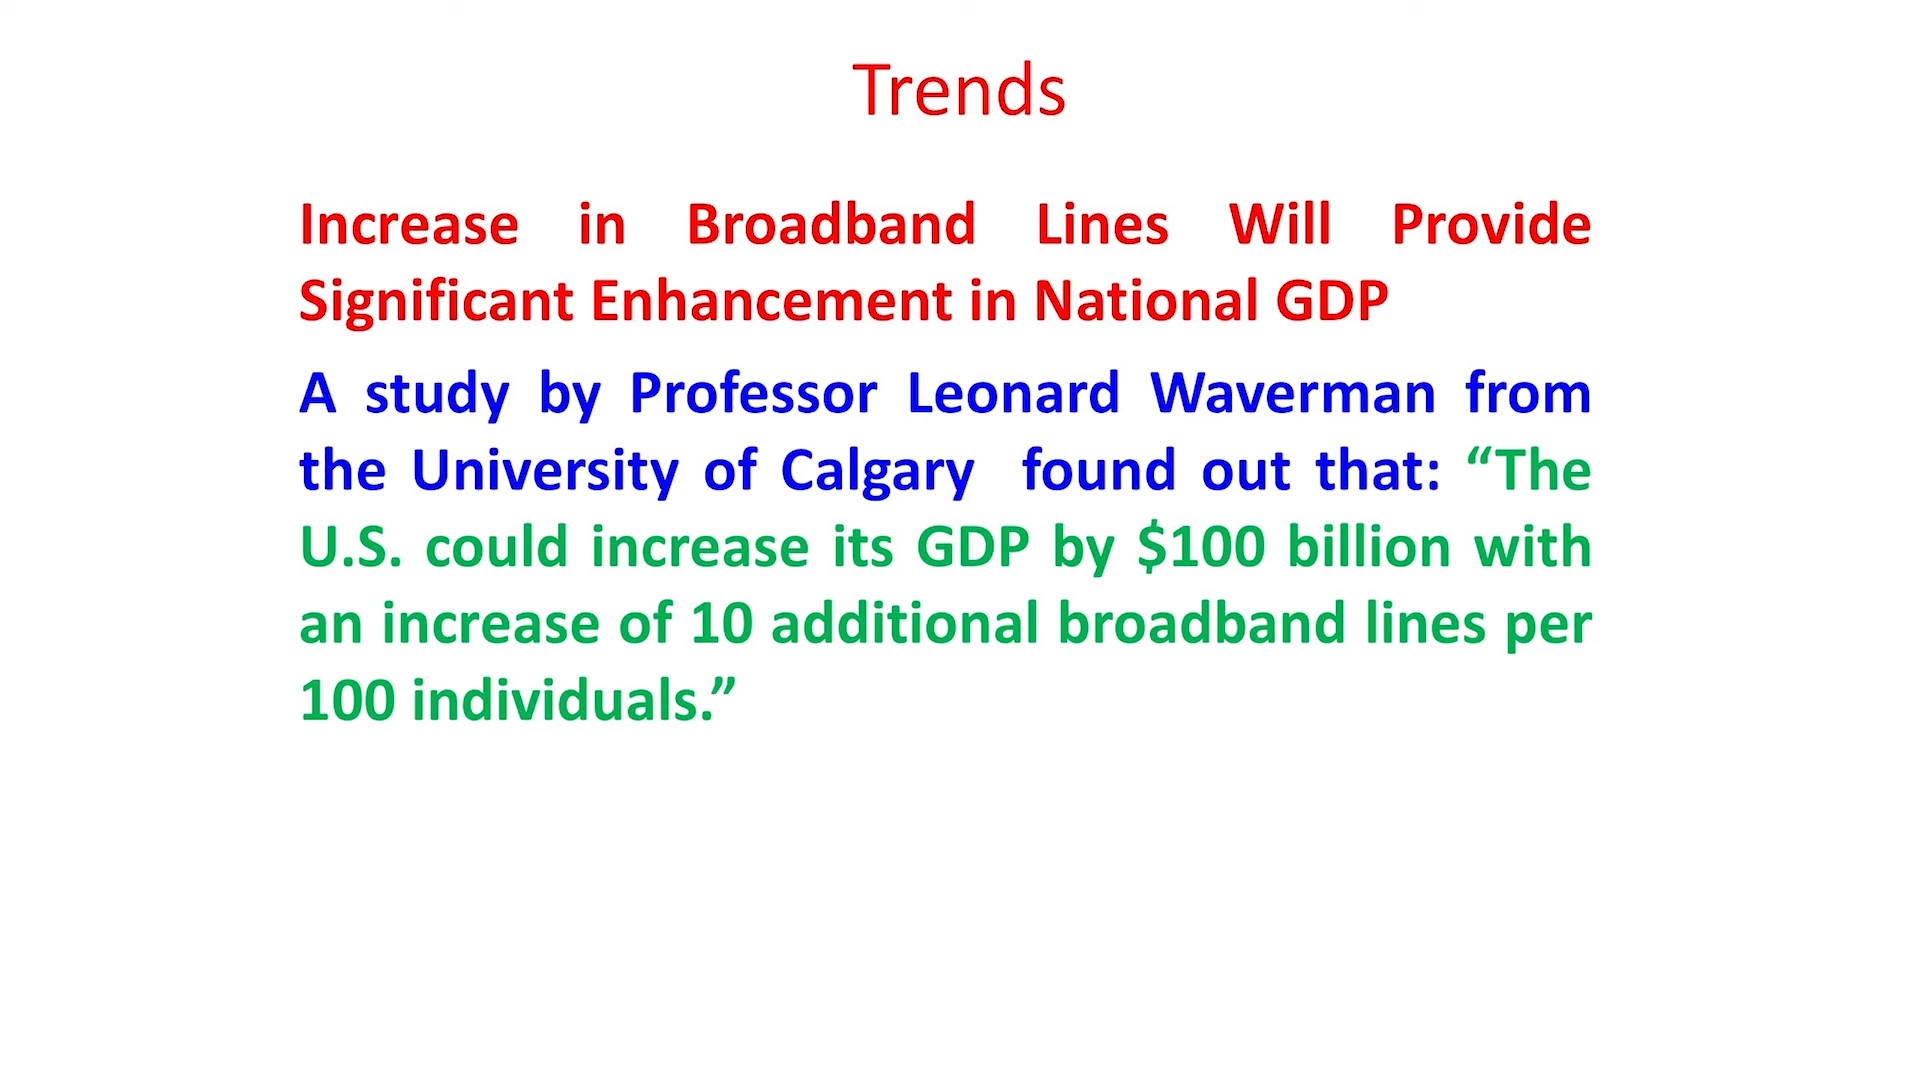 Trends
Increase in Broadband Lines Will Provide
Significant Enhancement in National GDP
A study by Professor Leonard Waverman from
the University of Calgary found out that: “The
U.S. could increase its GDP by $100 billion with
an increase of 10 additional broadband lines per
100 individuals.”